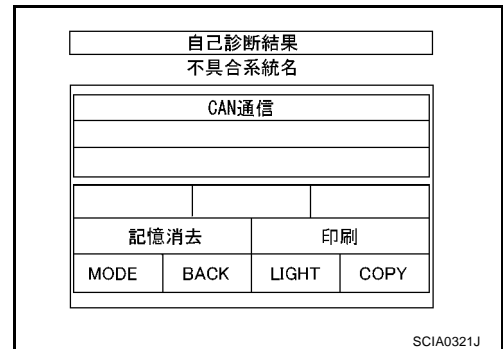 自己診断結果
不具合系統名
CAN通信
記憶消去 印刷
MODE BACK LIGHT COPY
SCIA0321J